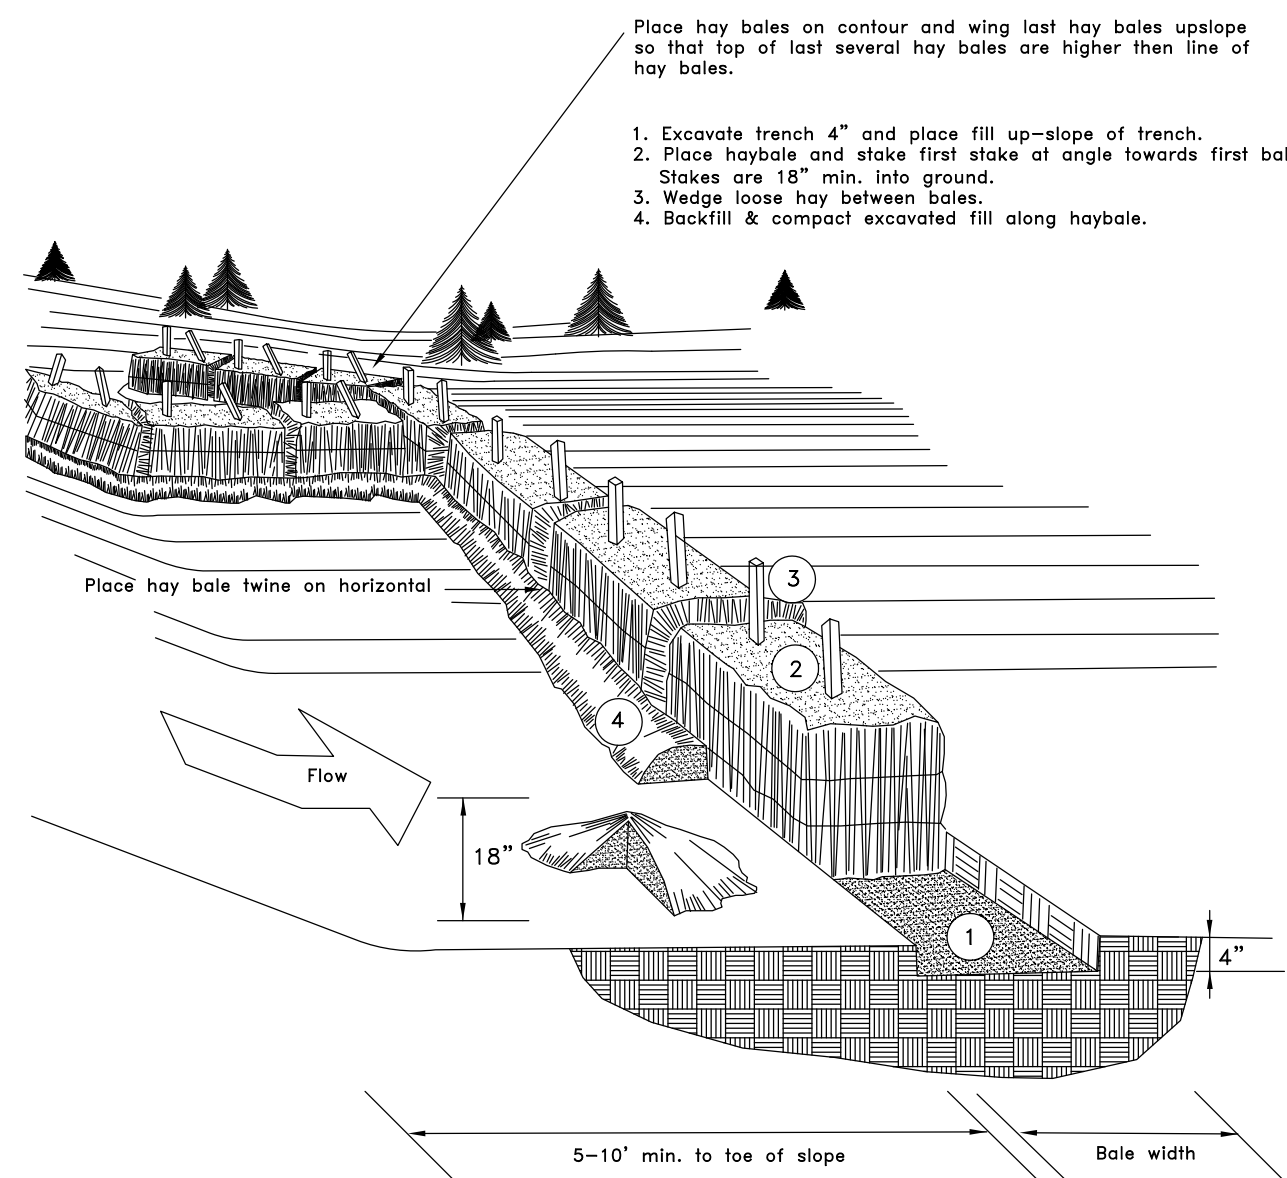 Place hay bales on contour and wing last hay bales upslope
so that top of last several hay bales are higher then line of
hay bales.
1. Excavate trench 4” and place fill up-slope of trench.
2. Place haybale and stake first stake at angle towards first
Stakes are 18” min. into ground.
3. Wedge loose hay between bales.
4. Backfill & compact excavated fill along haybale.
3
Place hay bale twine on horizontal
2
4
Flow
18”
1
4”
5-10' min. to toe of slope
Bale width